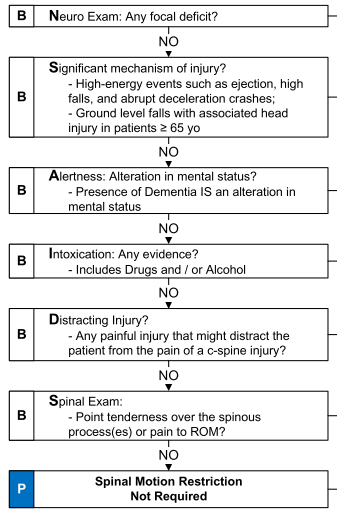 B Neuro Exam: Any focal deficit?
NO
Significant mechanism of injury?
- High-energy events such as ejection, high
falls, and abrupt deceleration crashes;
B
- Ground level falls with associated head
injury in patients ≥ 65 yo
NO
Alertness: Alteration in mental status?
B - Presence of Dementia IS an alteration in
mental status
NO
Intoxication: Any evidence?
B
- Includes Drugs and / or Alcohol
NO
Distracting Injury?
B - Any painful injury that might distract the
patient from the pain of a c-spine injury?
NO
Spinal Exam:
B - Point tenderness over the spinous
process(es) or pain to ROM?
NO
P
Spinal Motion Restriction
Not Required